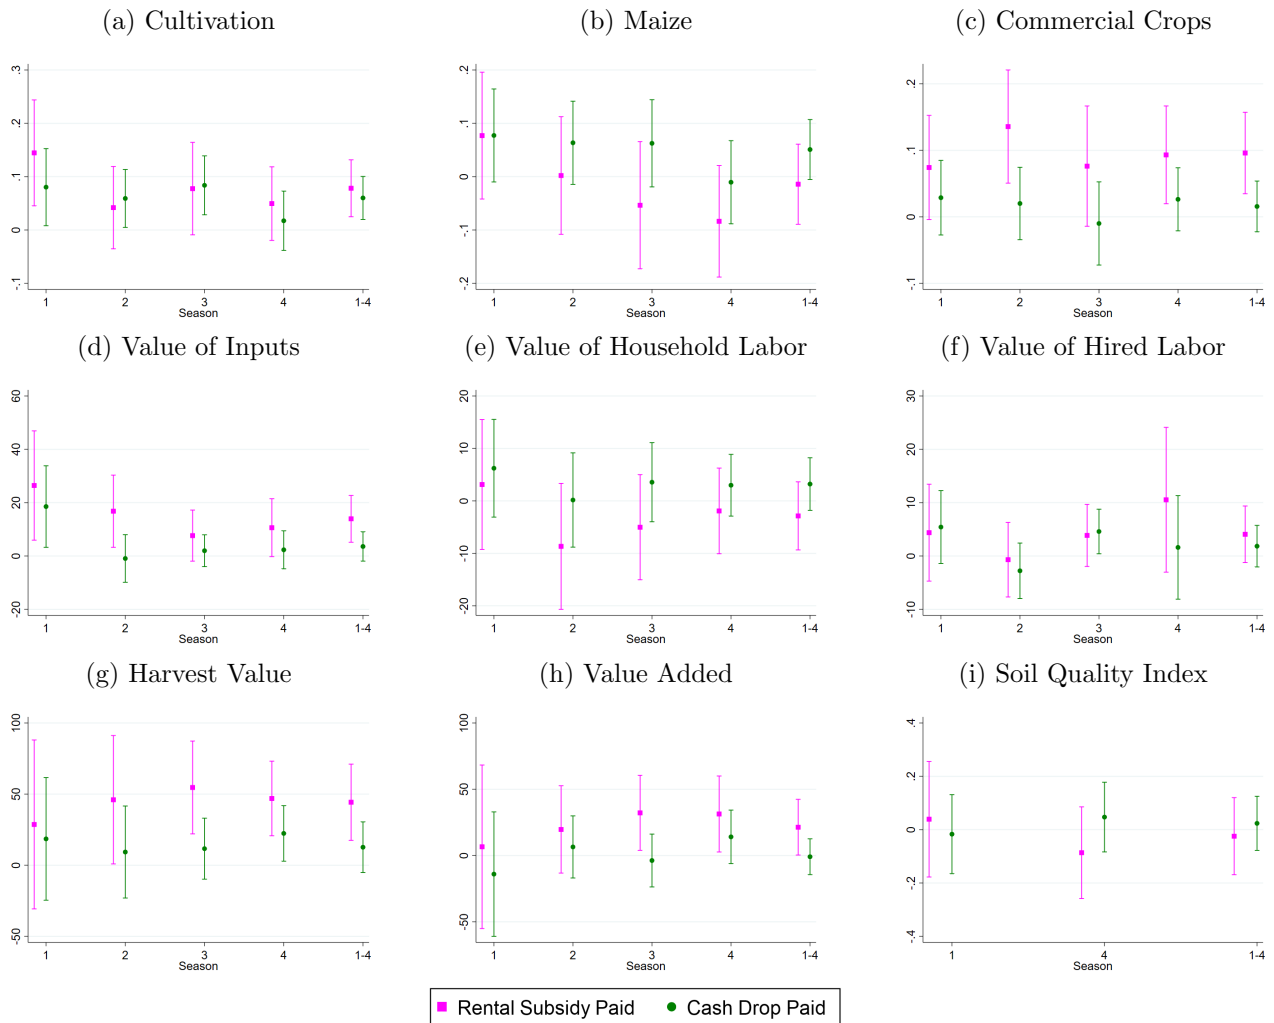 (a) Cultivation
(b) Maize
(c) Commercial Crops
.3
.2
.1
0
-.1
1 2 3 4 1-4
Season
.2
.1
0
-.1
-.2
1 2 3 4 1-4
Season
.2
.1
0
-.1
1 2 3 4 1-4
Season
(d) Value of Inputs
(e) Value of Household Labor
(f) Value of Hired Labor
60
40
20
0
-20
1 2 3 4 1-4
Season
20
10
0
-10
-20
1 2 3 4 1-4
Season
30
20
10
0
-10
1 2 3 4 1-4
Season
(g) Harvest Value
(h) Value Added
(i) Soil Quality Index
100
50
0
-50
1 2 3 4 1-4
Season
100
50
0
-50
1 2 3 4 1-4
Season
.4
.2
0
-.2
-.4
1 4 1-4
Season
Rental Subsidy Paid Cash Drop Paid